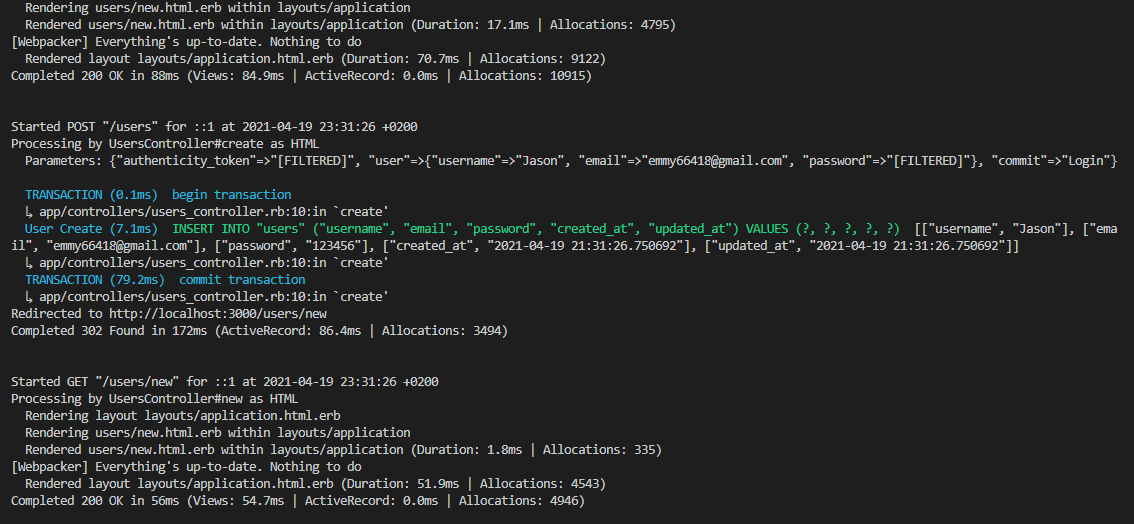 Rendering users/new.html.erb within layouts/application
Rendered users/new.html.erb within layouts/application (Duration: 17.1ms | Allocations: 4795)
[Webpacker] Everything's up-to-date. Nothing to do
Rendered layout layouts/application.html.erb (Duration: 70.7ms | Allocations: 9122)
Completed 200 OK in 88ms (Views: 84.9ms | ActiveRecord: 0.0ms | Allocations: 10915)
Started POST "/users" for ::1 at 2021-04-19 23:31:26 +0200
Processing by UsersController#create as HTML
Parameters: {"authenticity_token"=>"[FILTERED]", "user"=>{"username"=>"Jason", "email"=>"emmy66418@gmail.com", "password"=>"[FILTERED]"}, "commit"=>"Login"}
TRANSACTION (0.1ms)  begin transaction
↳ app/controllers/users_controller.rb:10:in `create'
User Create (7.1ms)  INSERT INTO "users" ("username", "email", "password", "created_at", "updated_at") VALUES (?, ?, ?, ?, ?)  [["username", "Jason"], ["ema
il", "emmy66418@gmail.com"], ["password", "123456"], ["created_at", "2021-04-19 21:31:26.750692"], ["updated_at", "2021-04-19 21:31:26.750692"]]
↳ app/controllers/users_controller.rb:10:in `create'
TRANSACTION (79.2ms)  commit transaction
↳ app/controllers/users_controller.rb:10:in `create'
Redirected to http://localhost:3000/users/new
Completed 302 Found in 172ms (ActiveRecord: 86.4ms | Allocations: 3494)
Started GET "/users/new" for ::1 at 2021-04-19 23:31:26 +0200
Processing by UsersController#new as HTML
Rendering layout layouts/application.html.erb
Rendering users/new.html.erb within layouts/application
Rendered users/new.html.erb within layouts/application (Duration: 1.8ms | Allocations: 335)
[Webpacker] Everything's up-to-date. Nothing to do
Rendered layout layouts/application.html.erb (Duration: 51.9ms | Allocations: 4543)
Completed 200 OK in 56ms (Views: 54.7ms | ActiveRecord: 0.0ms | Allocations: 4946)